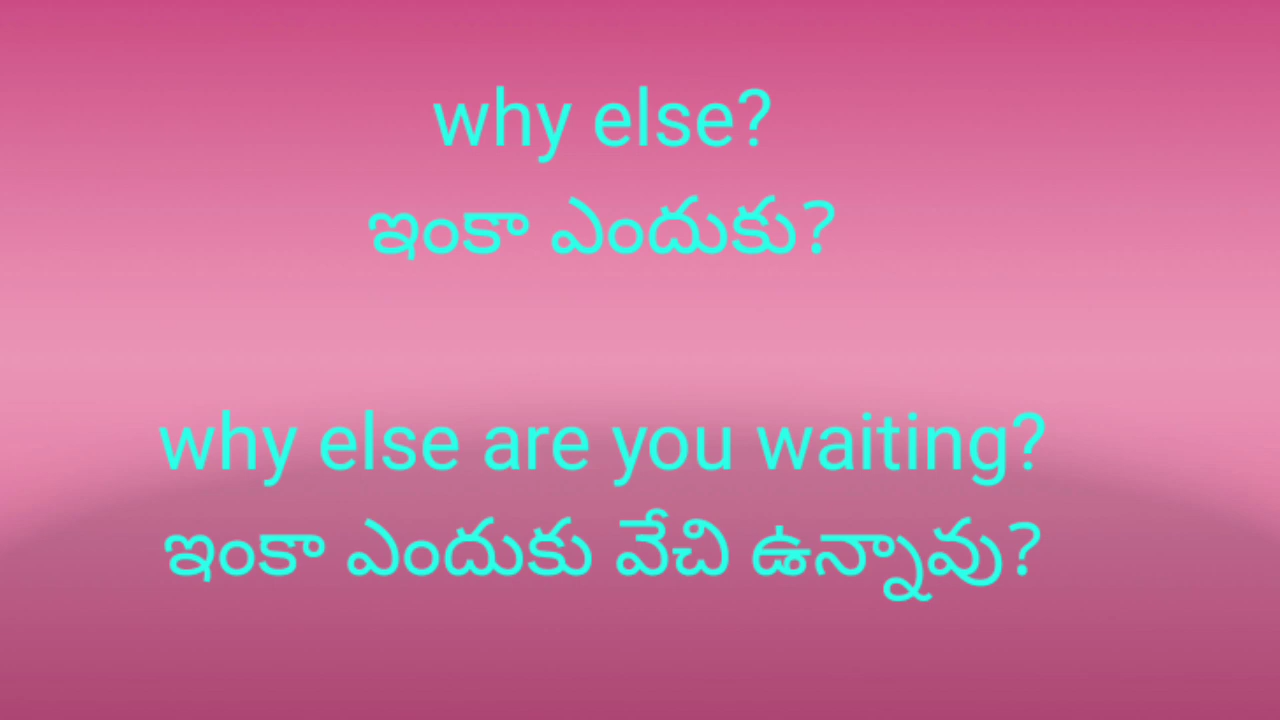 why else?
ఇంకా ఎందుకు?
why else are you waiting?
ఇంకా ఎందుకు వేచి ఉన్నావు?